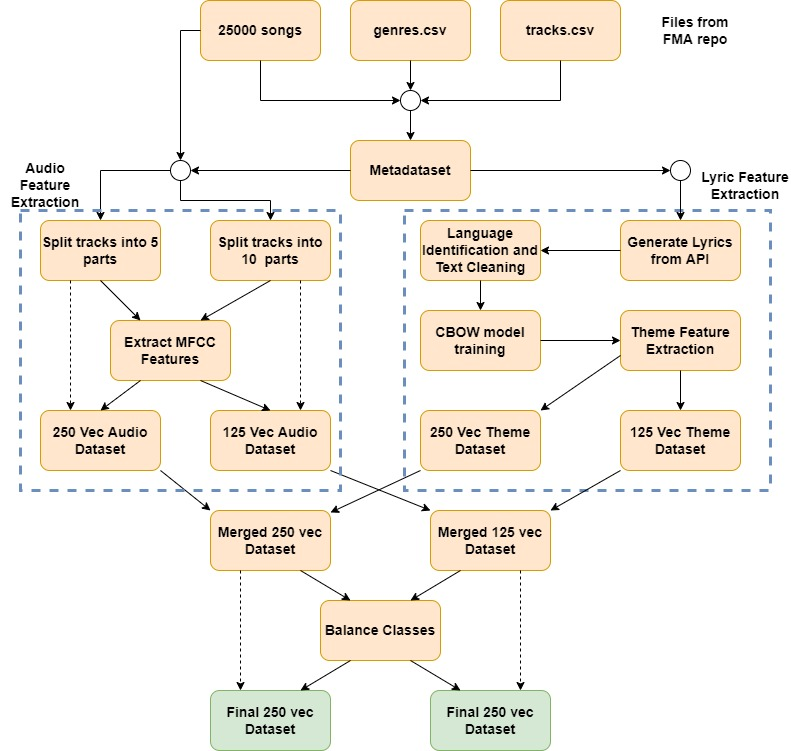 25000 songs
genres.csv
tracks.csv
Files from
FMA repo
Metadataset
Audio
Feature
Extraction
Lyric Feature
Extraction
Split tracks into 5
parts
Split tracks into
10 parts
Language
Identification and
Text Cleaning
Generate Lyrics
from API
Extract MFCC
Features
CBOW model
training
Theme Feature
Extraction
250 Vec Audio
Dataset
125 Vec Audio
Dataset
250 Vec Theme
Dataset
125 Vec Theme
Dataset
Merged 250 vec
Dataset
Merged 125 vec
Dataset
Balance Classes
Final 250 vec
Dataset
Final 250 vec
Dataset